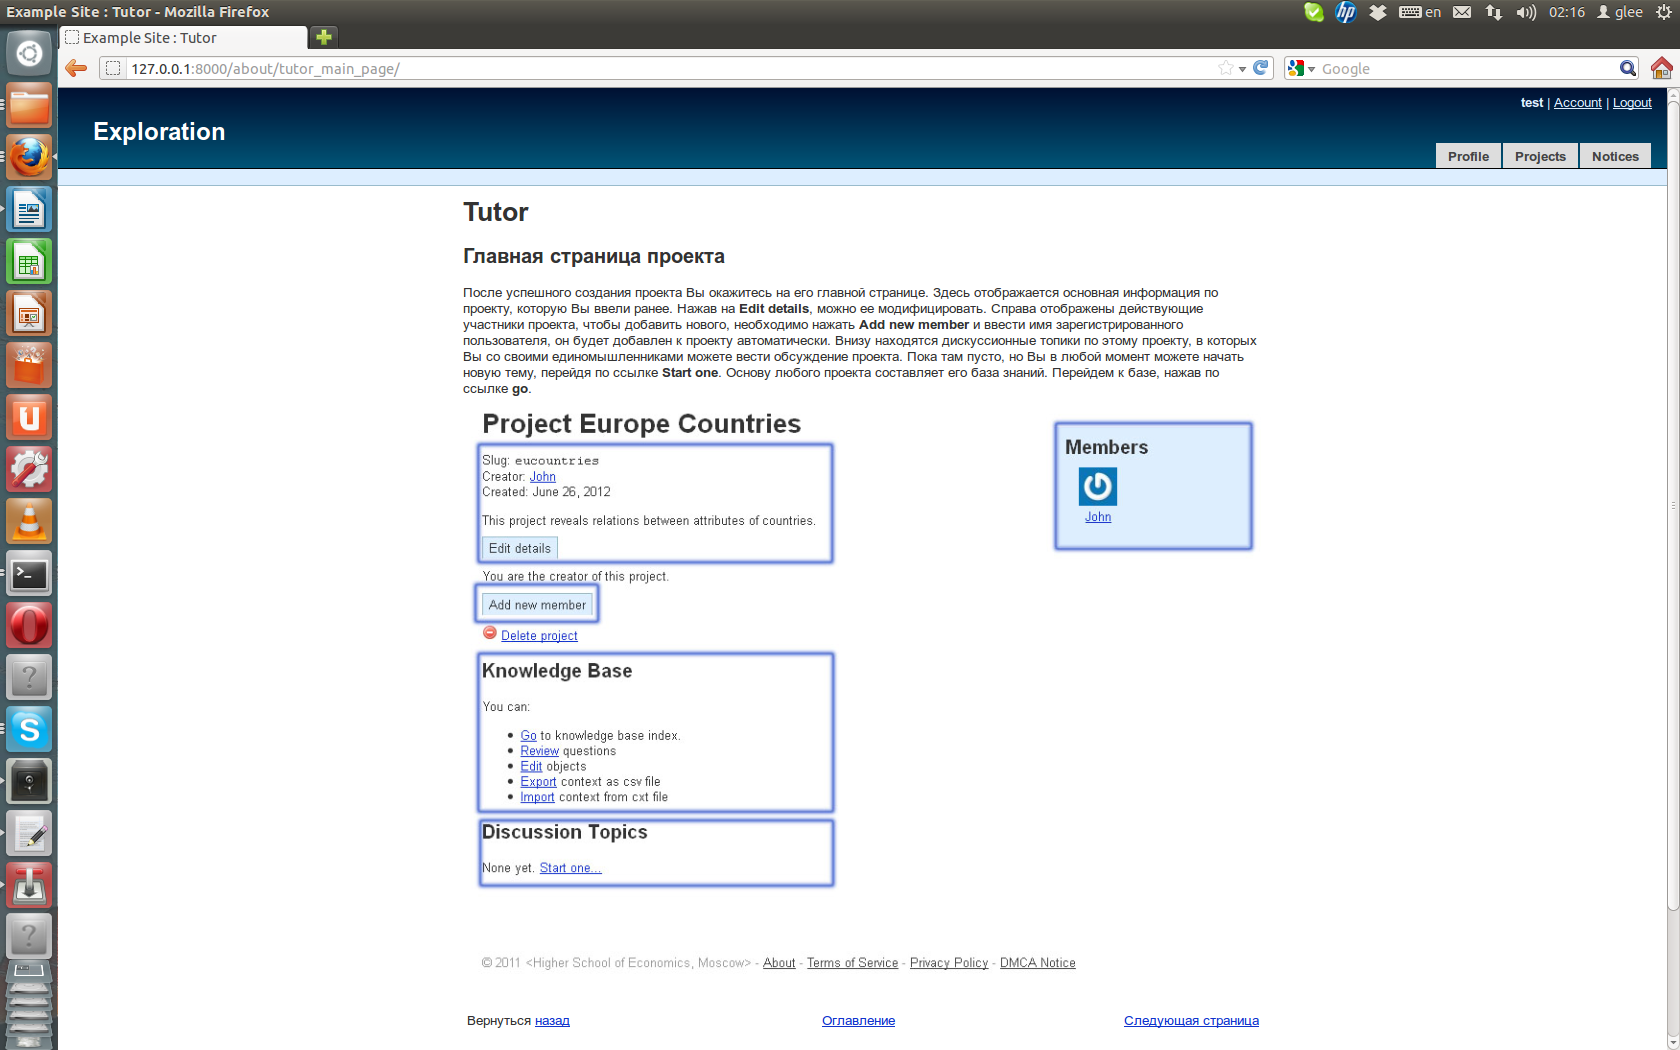 Example Site : Tutor - Mozilla Firefox
en
02:16
glee
Example Site : Tutor
127.0.0.1:8000/about/tutor_main_page/
Google
test | Account | Logout
Exploration
Profile
Projects
Notices
Tutor
Главная страница проекта
После успешного создания проекта Вы окажитесь на его главной странице. Здесь отображается основная информация по
проекту, которую Вы ввели ранее. Нажав на Edit details, можно ее модифицировать. Справа отображены действующие
участники проекта, чтобы добавить нового, необходимо нажать Add new member и ввести имя зарегистрированного
пользователя, он будет добавлен к проекту автоматически. Внизу находятся дискуссионные топики по этому проекту, в которых
Вы со своими единомышленниками можете вести обсуждение проекта. Пока там пусто, но Вы в любой момент можете начать
новую тему, перейдя по ссылке Start one. Основу любого проекта составляет его база знаний. Перейдем к базе, нажав по
ссылке go.
Project Europe Countries
Slug: eucountries
Creator: John
Created: June 26, 2012
This project reveals relations between attributes of countries.
Edit details
You are the creator of this project.
Add new member
Delete project
Members
John
Knowledge Base
You can:
• Go to knowledge base index.
• Review questions
• Edit objects
• Export context as csv file
• Import context from cxt file
Discussion Topics
None yet. Start one...
© 2011 <Higher School of Economics, Moscow> - About - Terms of Service - Privacy Policy - DMCA Notice
Вернуться назад
Оглавление
Следующая страница